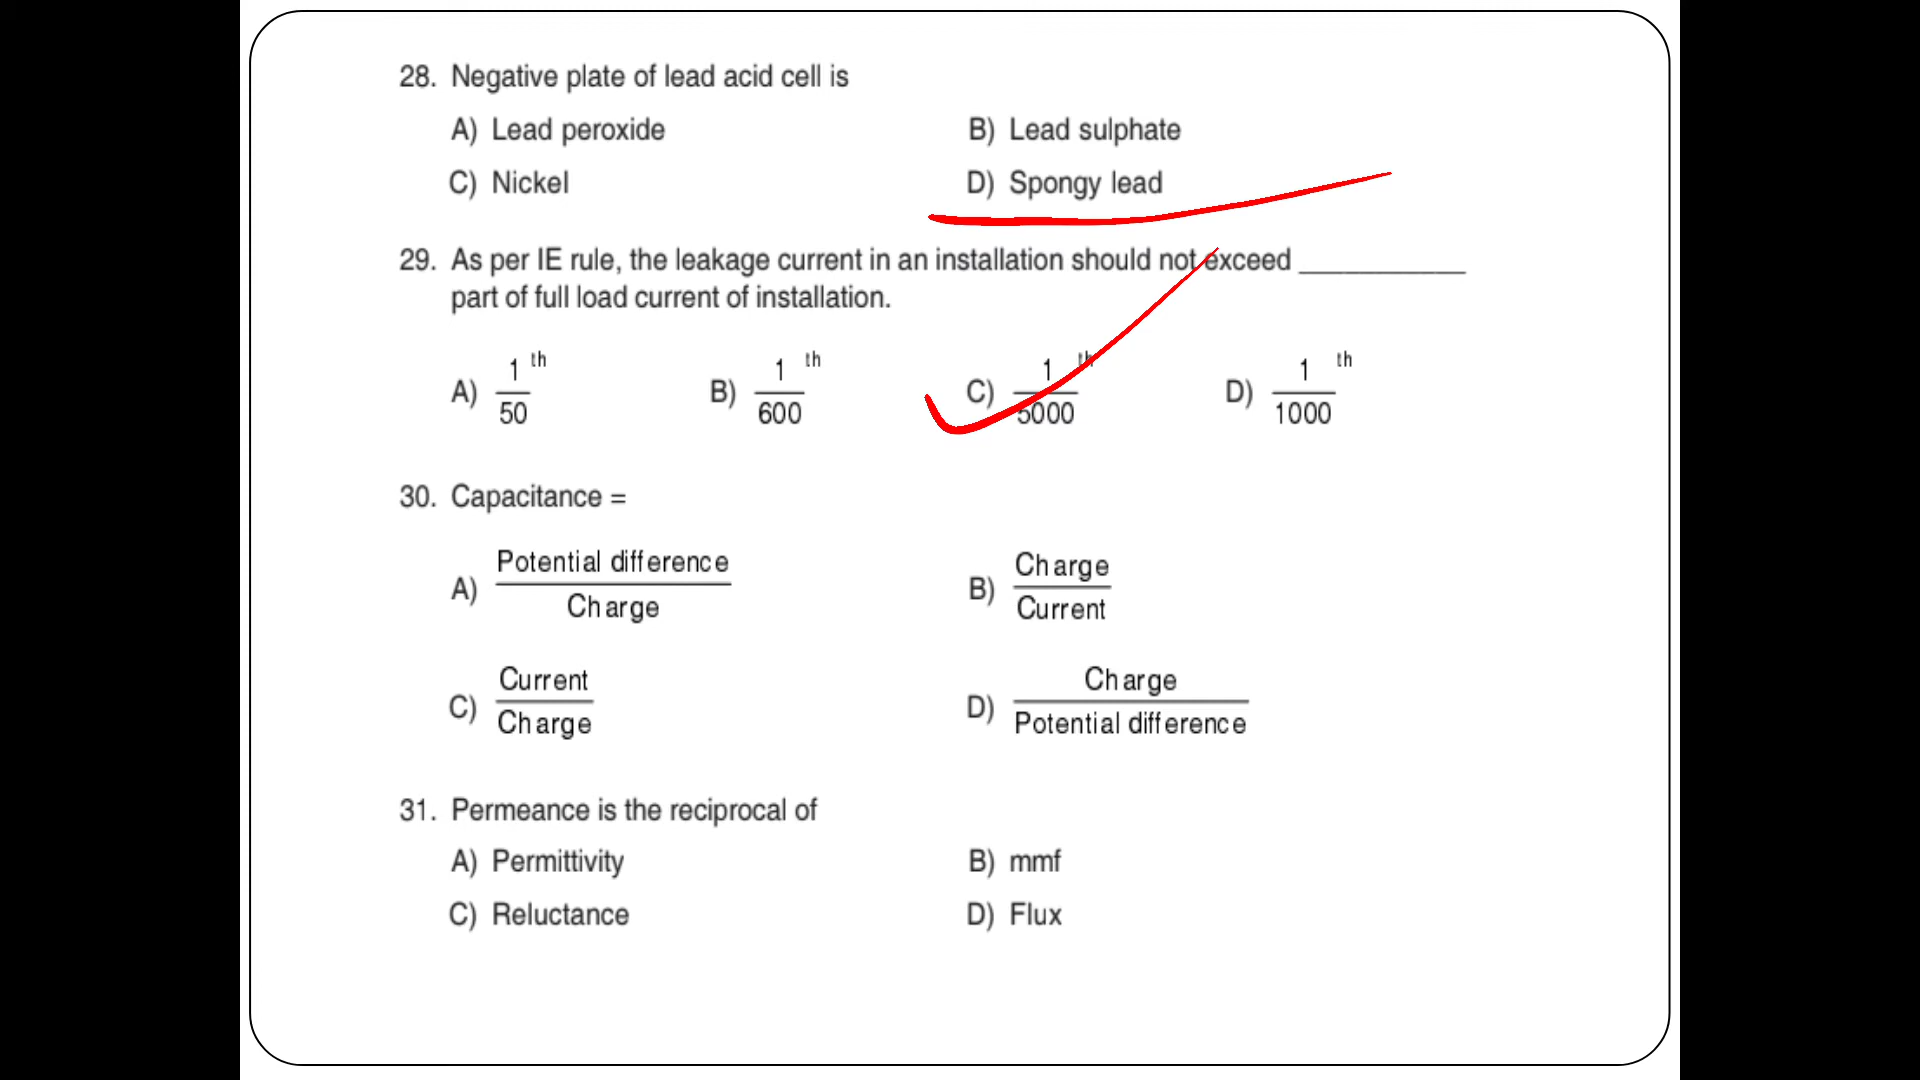 28. Negative plate of lead acid cell is
A) Lead peroxide B) Lead sulphate
C) Nickel D) Spongy lead
29. As per IE rule, the leakage current in an installation should not exceed ___________
part of full load current of installation.
A) 1/50 th B) 1/600 th C) 1/5000 th D) 1/1000 th
30. Capacitance =
A) Potential difference / Charge B) Charge / Current
C) Current / Charge D) Charge / Potential difference
31. Permeance is the reciprocal of
A) Permittivity B) mmf
C) Reluctance D) Flux